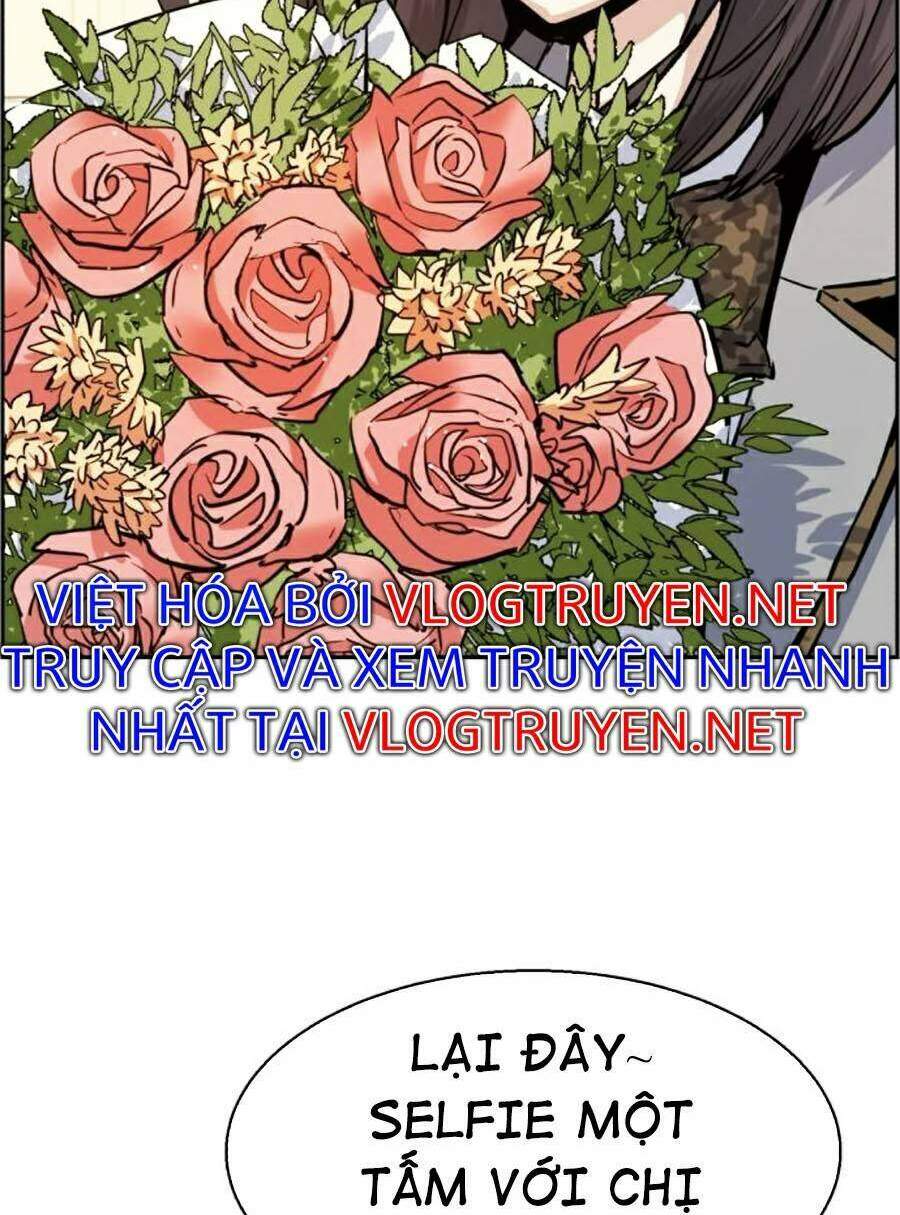 VIỆT HÓA BỞI VLOGTRUYEN.NET
TRUY CẬP VÀ XEM TRUYỆN NHANH
NHẤT TẠI VLOGTRUYEN.NET
LẠI ĐÂY~
SELFIE MỘT
TẤM VỚI CHỊ